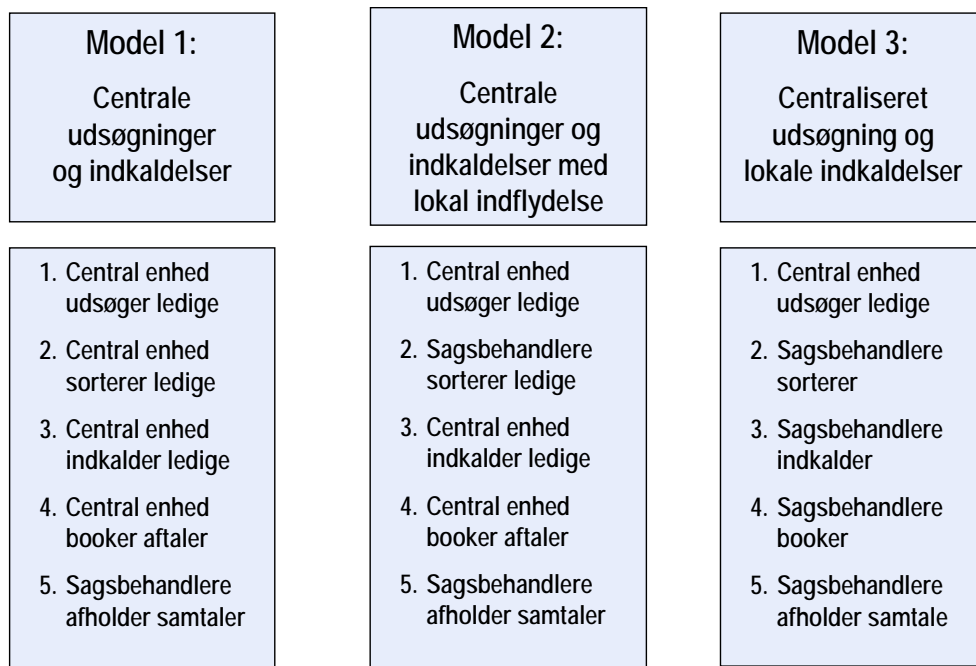 Model 1:
Centrale
udsøgninger
og indkaldelser
1. Central enhed
udsøger ledige
2. Central enhed
sorterer ledige
3. Central enhed
indkalder ledige
4. Central enhed
booker aftaler
5. Sagsbehandlere
afholder samtaler
Model 2:
Centrale
udsøgninger og
indkaldelser med
lokal indflydelse
1. Central enhed
udsøger ledige
2. Sagsbehandlere
sorterer ledige
3. Central enhed
indkalder ledige
4. Central enhed
booker aftaler
5. Sagsbehandlere
afholder samtaler
Model 3:
Centraliseret
udsøgning og
lokale indkaldelser
1. Central enhed
udsøger ledige
2. Sagsbehandlere
sorterer
3. Sagsbehandlere
indkalder
4. Sagsbehandlere
booker
5. Sagsbehandlere
afholder samtale